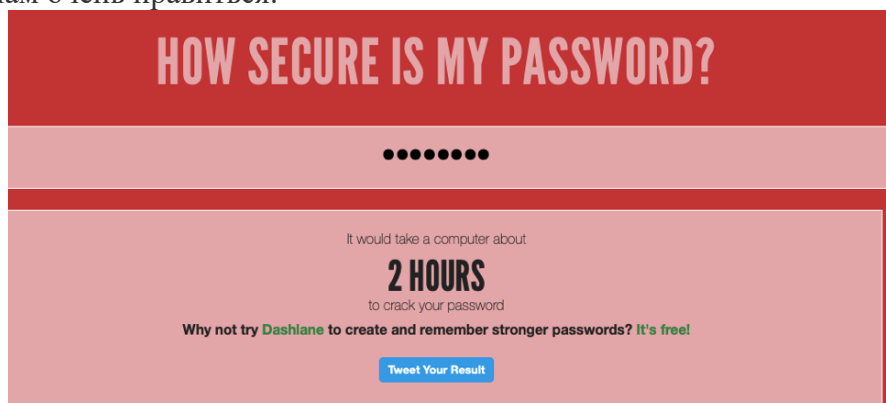 очень
HOW SECURE IS MY PASSWORD?
••••••••
It would take a computer about
2 HOURS
to crack your password
Why not try Dashlane to create and remember stronger passwords? It's free!
Tweet Your Result